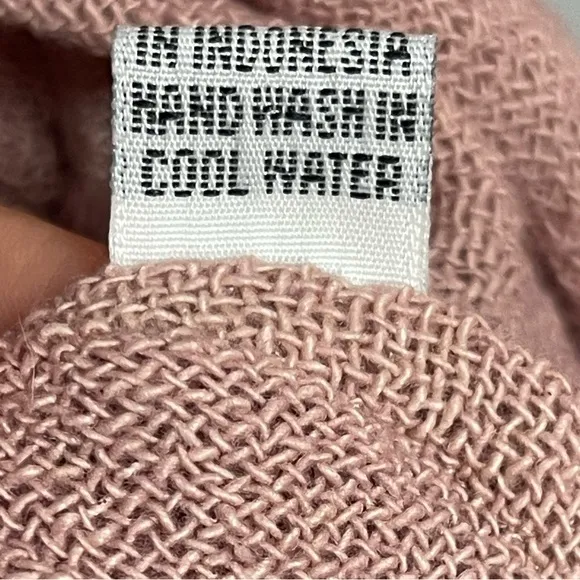 IN INDONESIA
HAND WASH IN
COOL WATER